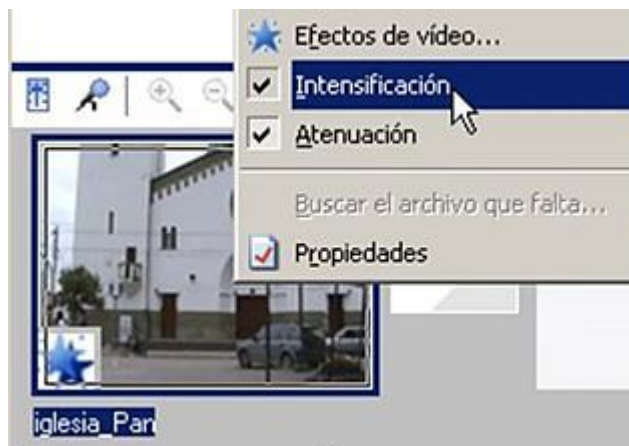 Efectos de vídeo...
Intensificación
Atenuación
Buscar el archivo que falta...
Propiedades
iglesia_Pan